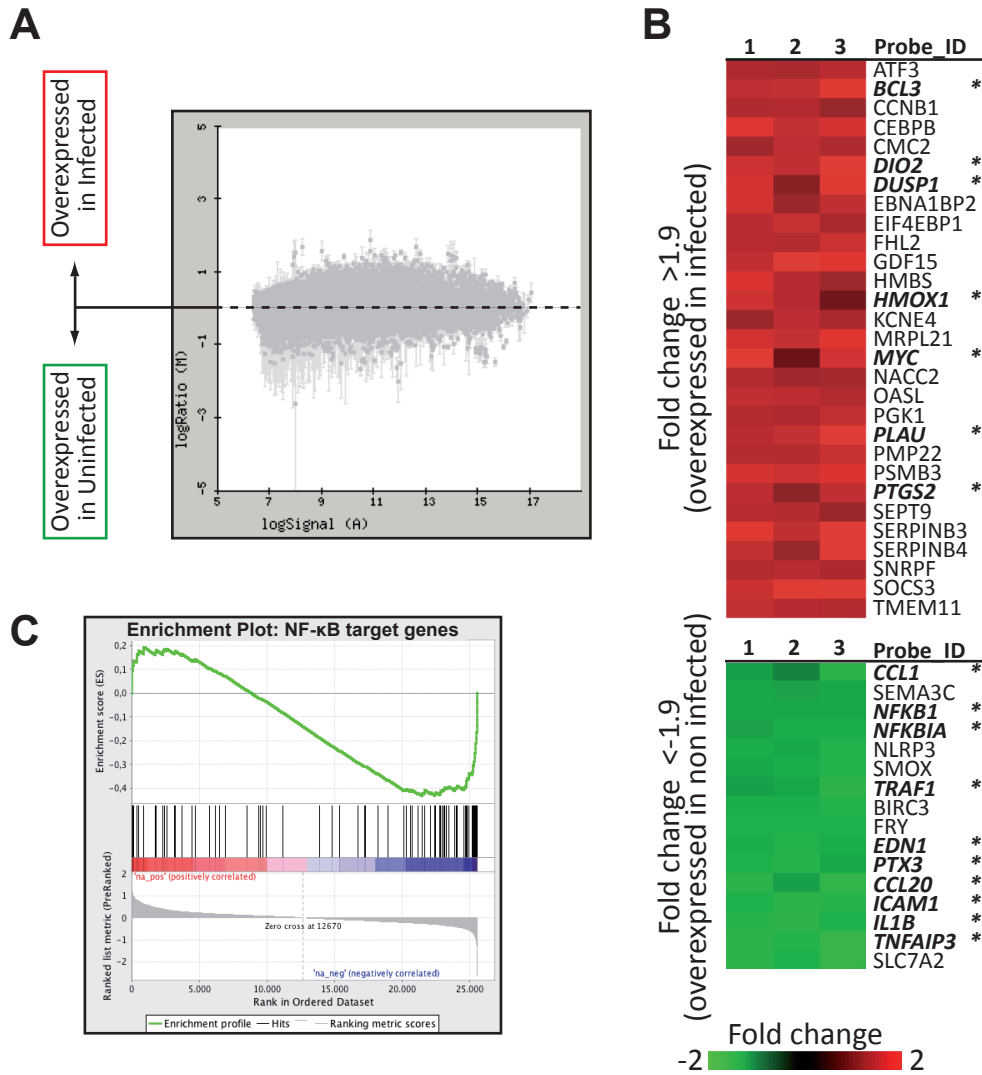 A
Overexpressed
in Infected
Overexpressed
in Uninfected
5
3
1
-1
-3
-5
logRatio (M)
5 7 9 11 13 15 17
logSignal (A)
B
1 2 3 Probe_ID
Fold change >1.9
(overexpressed in infected)
ATF3
BCL3 *
CCNB1
CEBPB
CMC2
DIO2 *
DUSP1 *
EBNA1BP2
EIF4EBP1
FHL2
GDF15
HMBS
HMOX1 *
KCNE4
MRPL21
MYC *
NACC2
OASL
PGK1
PLAU *
PMP22
PSMB3
PTGS2 *
SEPT9
SERPINB3
SERPINB4
SNRPF
SOCS3
TMEM11
1 2 3 Probe_ID
Fold change <-1.9
(overexpressed in non infected)
CCL1 *
SEMA3C
NFKB1 *
NFKBIA *
NLRP3
SMOX
TRAF1 *
BIRC3
FRY
EDN1 *
PTX3 *
CCL20 *
ICAM1 *
IL1B *
TNFAIP3 *
SLC7A2
Fold change
-2 2
C
Enrichment Plot: NF-κB target genes
Enrichment score (ES)
0,2
0,1
0,0
-0,1
-0,2
-0,3
-0,4
'na_pos' (positively correlated)
Ranked list metric (PreRanked)
2
1
0
-1
-2
Zero cross at 12670
'na_neg' (negatively correlated)
0 5.000 10.000 15.000 20.000 25.000
Rank in Ordered Dataset
Enrichment profile Hits Ranking metric scores